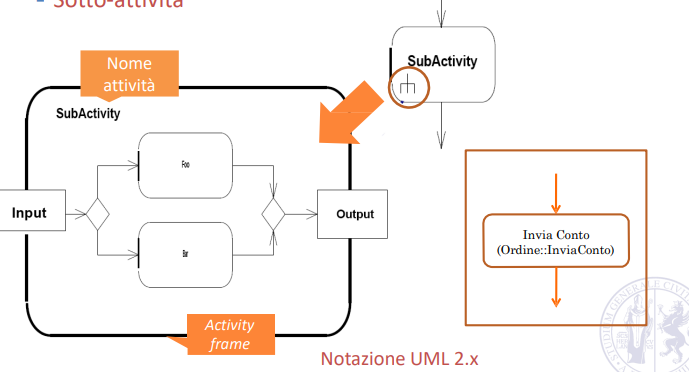 - Sotto-attività
SubActivity
Nome
attività
SubActivity
Foo
Input
Output
Bar
Invia Conto
(Ordine::InviaConto)
Activity
frame
Notazione UML 2.x